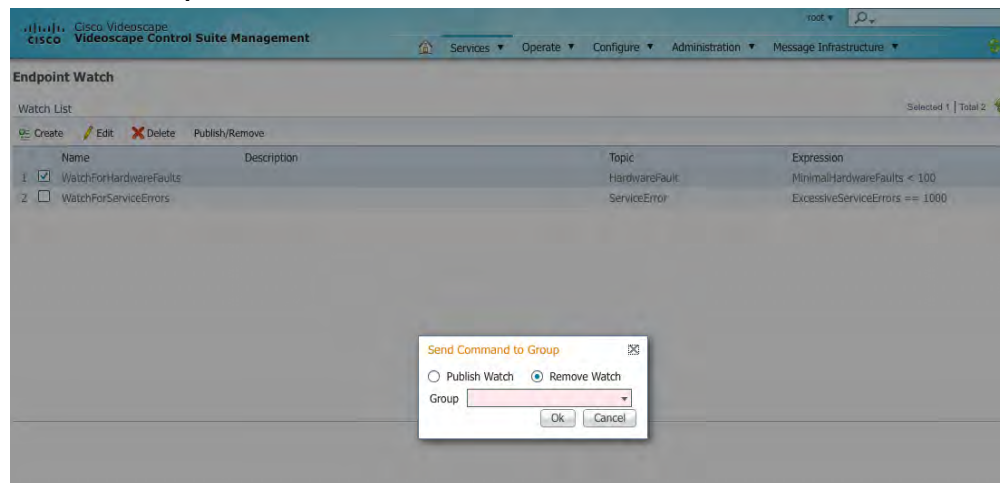 root
Cisco Videoscape
CISCO Videoscape Control Suite Management
Services Operate Configure Administration Message Infrastructure
Endpoint Watch
Watch List Selected 1 | Total 2
Create Edit Delete Publish/Remove
Name Description Topic Expression
1 WatchForHardwareFaults HardwareFault MinimalHardwareFaults < 100
2 WatchForServiceErrors ServiceError ExcessiveServiceErrors == 1000
Send Command to Group
Publish Watch Remove Watch
Group
Ok Cancel